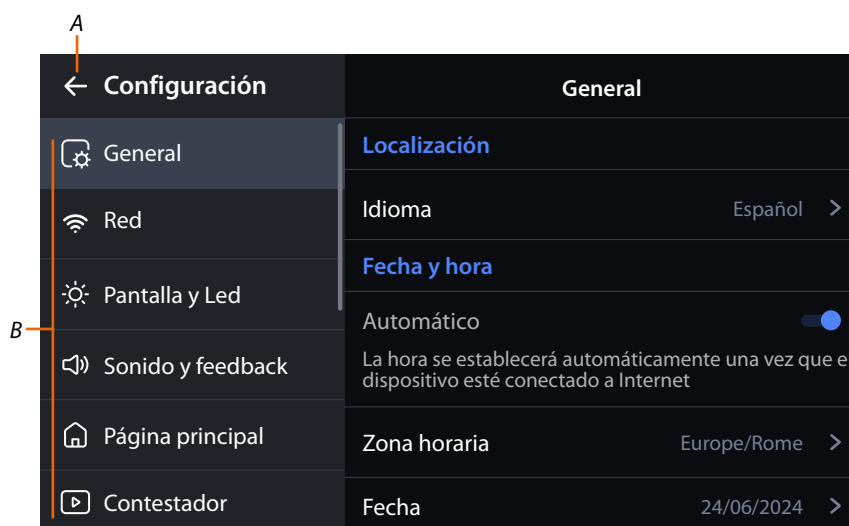 A
Configuración
General
Red
Pantalla y Led
B
Sonido y feedback
Página principal
Contestador
General
Localización
Idioma
Español
Fecha y hora
Automático
La hora se establecerá automáticamente una vez que e
dispositivo esté conectado a Internet
Zona horaria
Europe/Rome
Fecha
24/06/2024